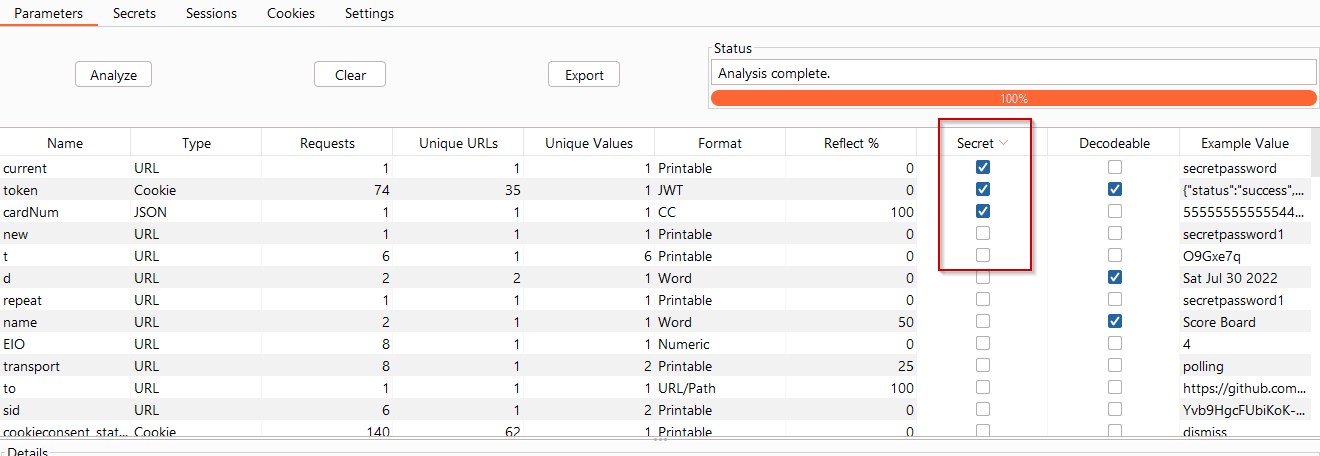 Parameters Secrets Sessions Cookies Settings
Status
Analyze Clear Export Analysis complete.
100%
Name Type Requests Unique URLs Unique Values Format Reflect % Secret Decodeable Example Value
current URL 1 1 1 Printable 0 secretpassword
token Cookie 74 35 1 JWT 0 {"status":"success",...
cardNum JSON 1 1 1 CC 100 55555555555544...
new URL 1 1 1 Printable 0 secretpassword1
t URL 6 1 6 Printable 0 O9Gxe7q
d URL 2 2 1 Word 0 Sat Jul 30 2022
repeat URL 1 1 1 Printable 0 secretpassword1
name URL 2 1 1 Word 50 Score Board
EIO URL 8 1 1 Numeric 0 4
transport URL 8 1 2 Printable 25 polling
to URL 1 1 1 URL/Path 100 https://github.com...
sid URL 6 1 2 Printable 0 Yvb9HgcFUbiKoK-...
cookieconsent_stat... Cookie 140 62 1 Printable 0 dismiss
Details